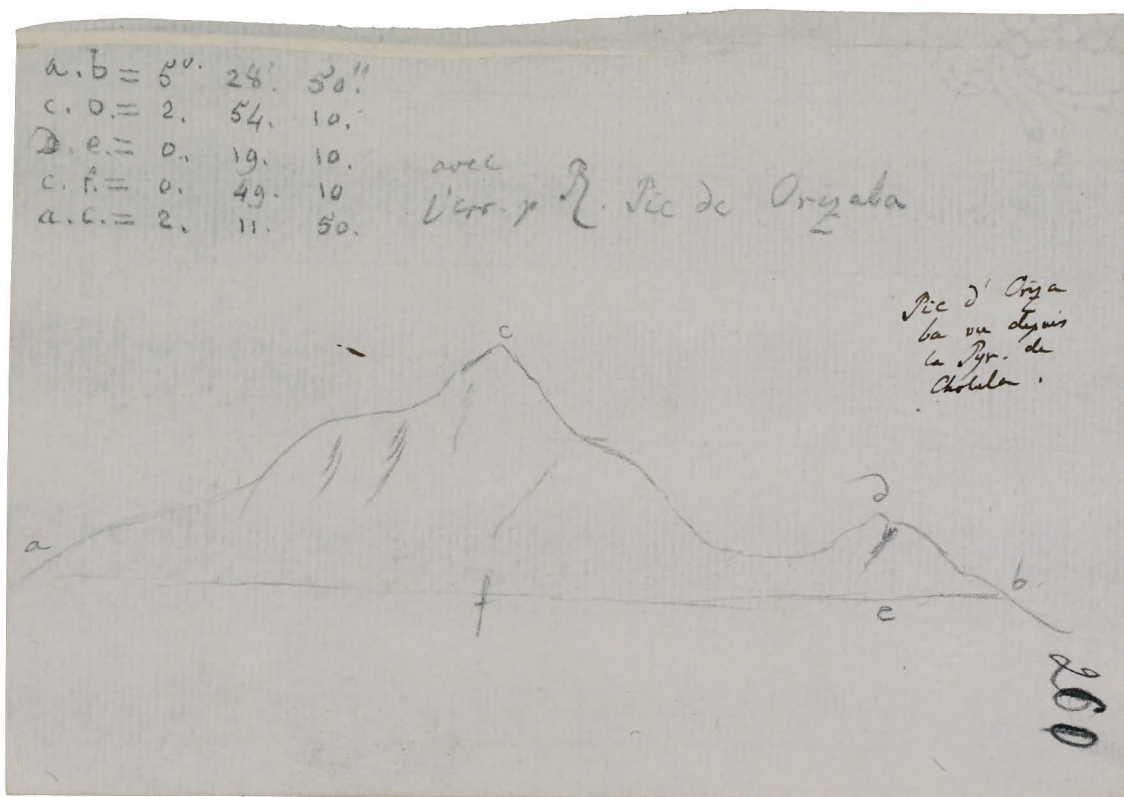 a.b = 5°. 28'. 50''.
c. D. = 2. 54. 10.
D. e. = 0. 19. 10.
c. f. = 0. 49. 10
a. c. = 2. 11. 50.
avec
l'err. Pic de Orizaba
Pic d'Oriza
ba vu depuis
la Pyr. de
Cholula.
c
d
a
b
f
e
260